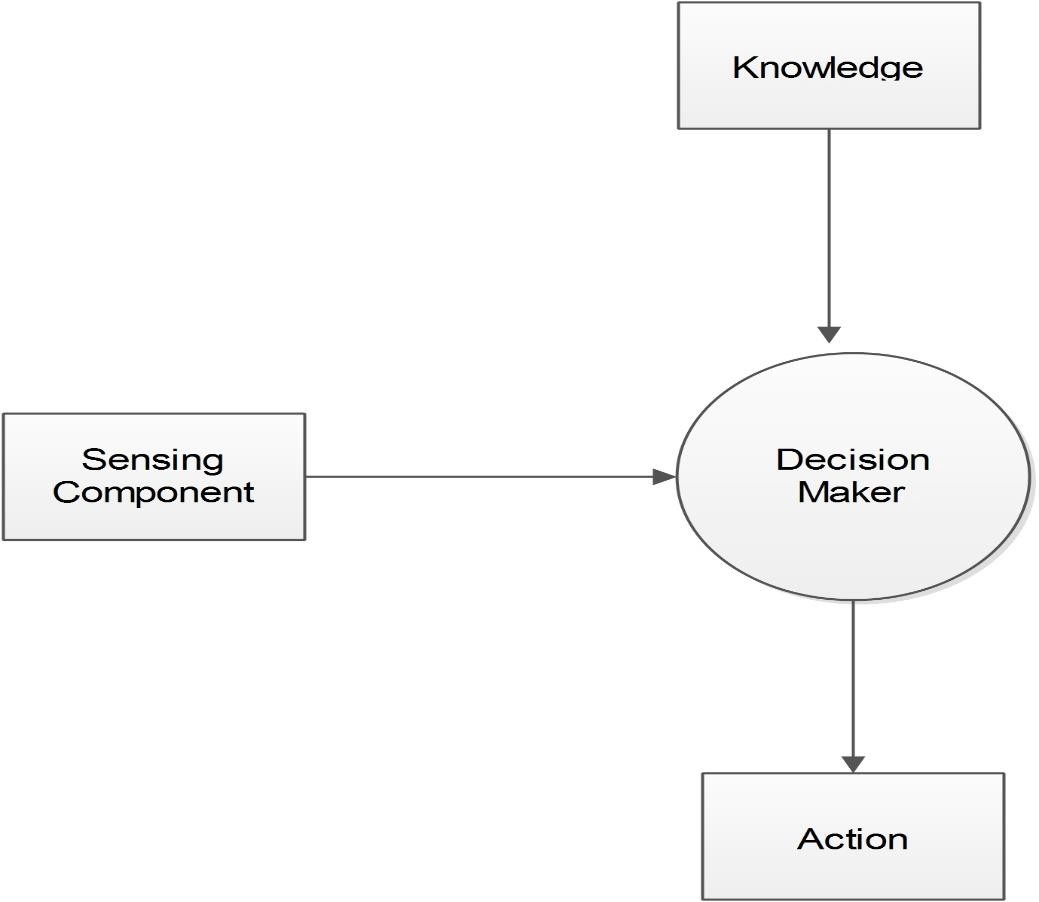 Knowledge
Sensing
Component
Decision
Maker
Action